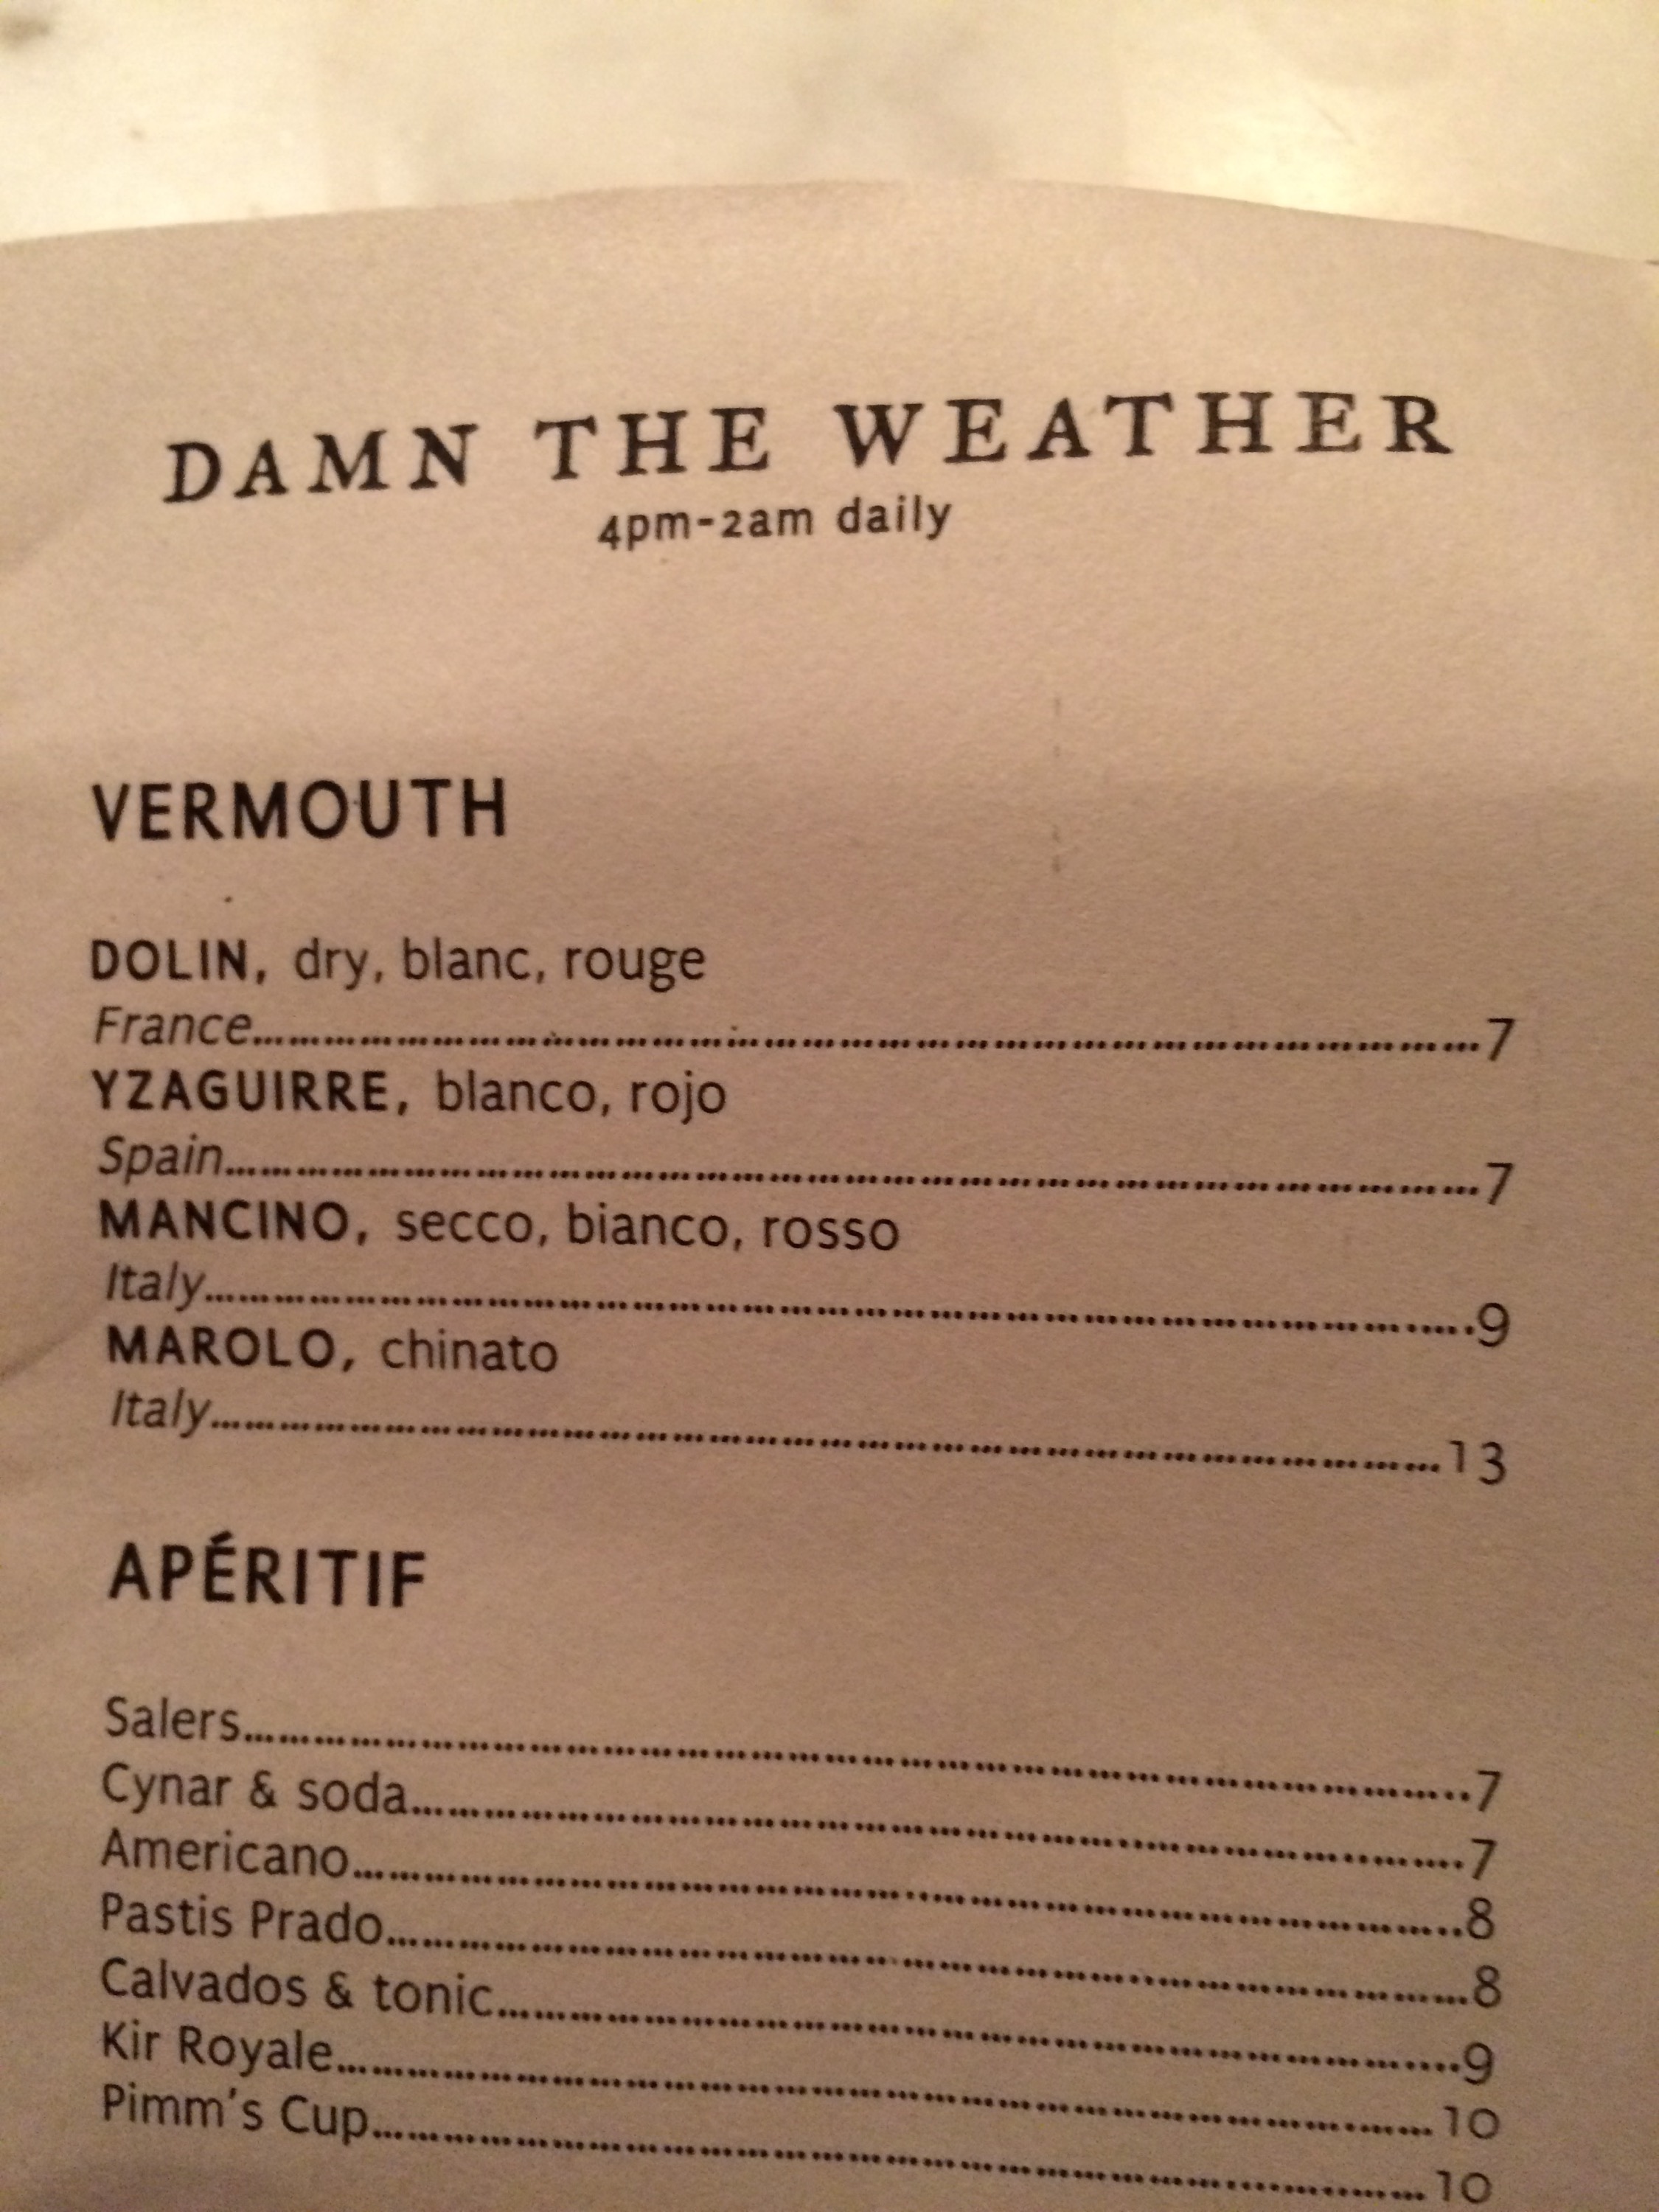 DAMN THE WEATHER
4pm-2am daily
VERMOUTH
DOLIN, dry, blanc, rouge
France........7
YZAGUIRRE, blanco, rojo
Spain........7
MANCINO, secco, bianco, rosso
Italy........9
MAROLO, chinato
Italy........13
APÉRITIF
Salers........7
Cynar & soda........7
Americano........8
Pastis Prado........8
Calvados & tonic........9
Kir Royale........10
Pimm's Cup........10